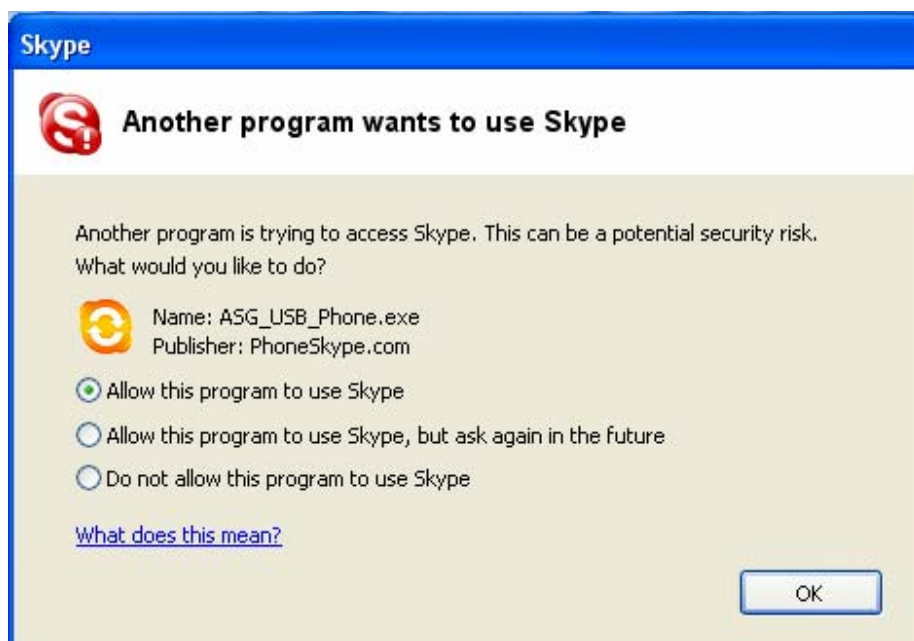 Skype
Another program wants to use Skype
Another program is trying to access Skype. This can be a potential security risk.
What would you like to do?
Name: ASG_USB_Phone.exe
Publisher: PhoneSkype.com
Allow this program to use Skype
Allow this program to use Skype, but ask again in the future
Do not allow this program to use Skype
What does this mean?
OK